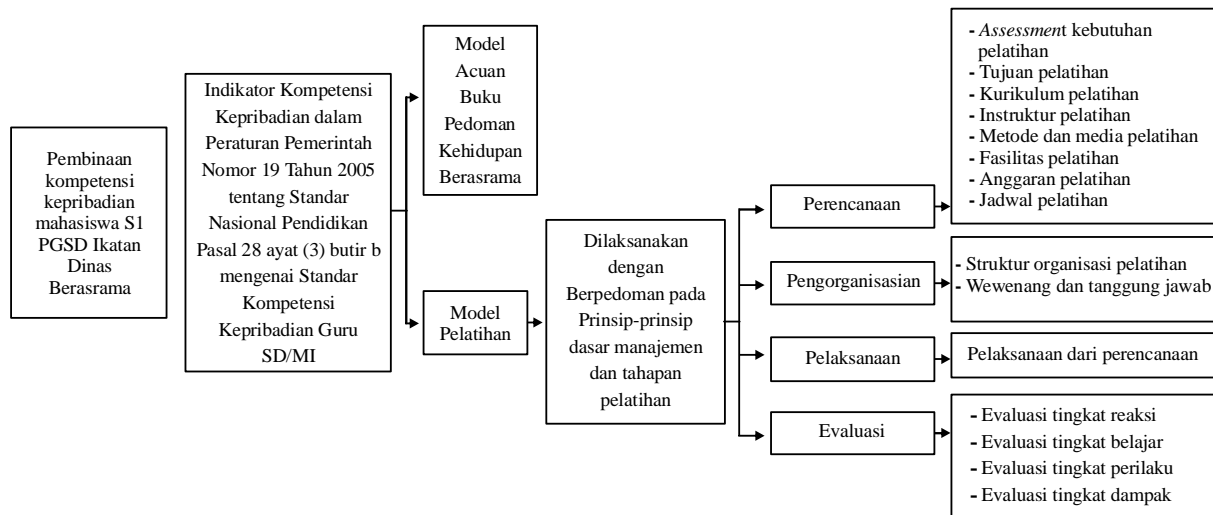 Pembinaan
kompetensi
kepribadian
mahasiswa S1
PGSD Ikatan
Dinas
Berasrama
Indikator Kompetensi
Kepribadian dalam
Peraturan Pemerintah
Nomor 19 Tahun 2005
tentang Standar
Nasional Pendidikan
Pasal 28 ayat (3) butir b
mengenai Standar
Kompetensi
Kepribadian Guru
SD/MI
Model
Acuan
Buku
Pedoman
Kehidupan
Berasrama
Model
Pelatihan
Dilaksanakan
dengan
Berpedoman pada
Prinsip-prinsip
dasar manajemen
dan tahapan
pelatihan
Perencanaan
- Assessment kebutuhan
pelatihan
- Tujuan pelatihan
- Kurikulum pelatihan
- Instruktur pelatihan
- Metode dan media pelatihan
- Fasilitas pelatihan
- Anggaran pelatihan
- Jadwal pelatihan
Pengorganisasian
- Struktur organisasi pelatihan
- Wewenang dan tanggung jawab
Pelaksanaan
Pelaksanaan dari perencanaan
Evaluasi
- Evaluasi tingkat reaksi
- Evaluasi tingkat belajar
- Evaluasi tingkat perilaku
- Evaluasi tingkat dampak